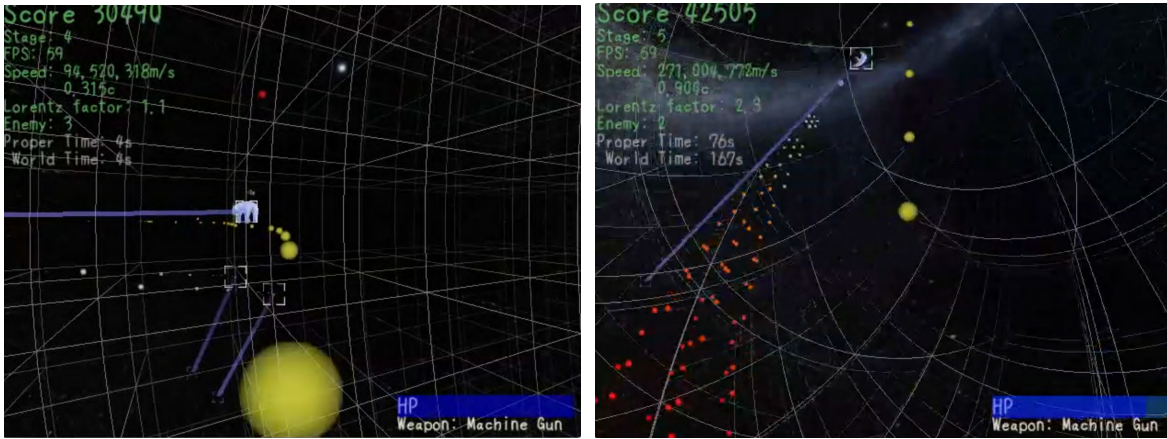 Score 30490
Stage: 4
FPS: 59
Speed: 94,520,318m/s
0.315c
Lorentz factor: 1.1
Enemy: 3
Proper Time: 4s
World Time: 4s
HP
Weapon: Machine Gun
Score 42505
Stage: 5
FPS: 59
Speed: 271,004,772m/s
0.904c
Lorentz factor: 2.3
Enemy: 2
Proper Time: 76s
World Time: 167s
HP
Weapon: Machine Gun